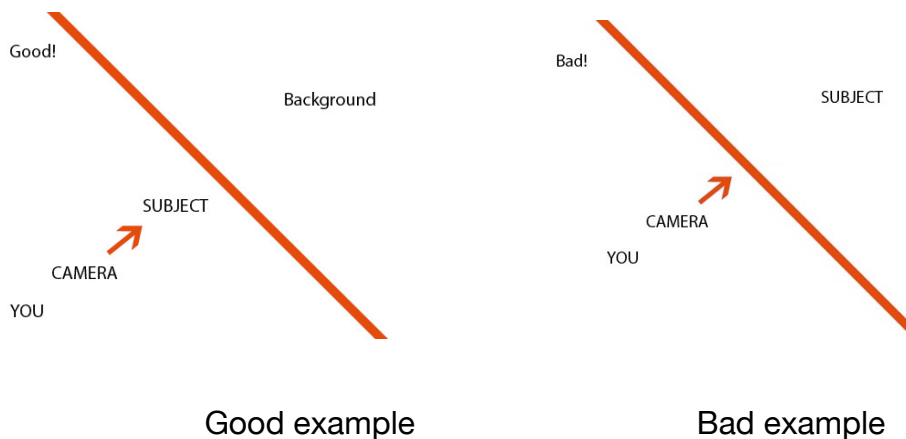 Good!
Background
SUBJECT
CAMERA
YOU
Good example
Bad!
SUBJECT
CAMERA
YOU
Bad example